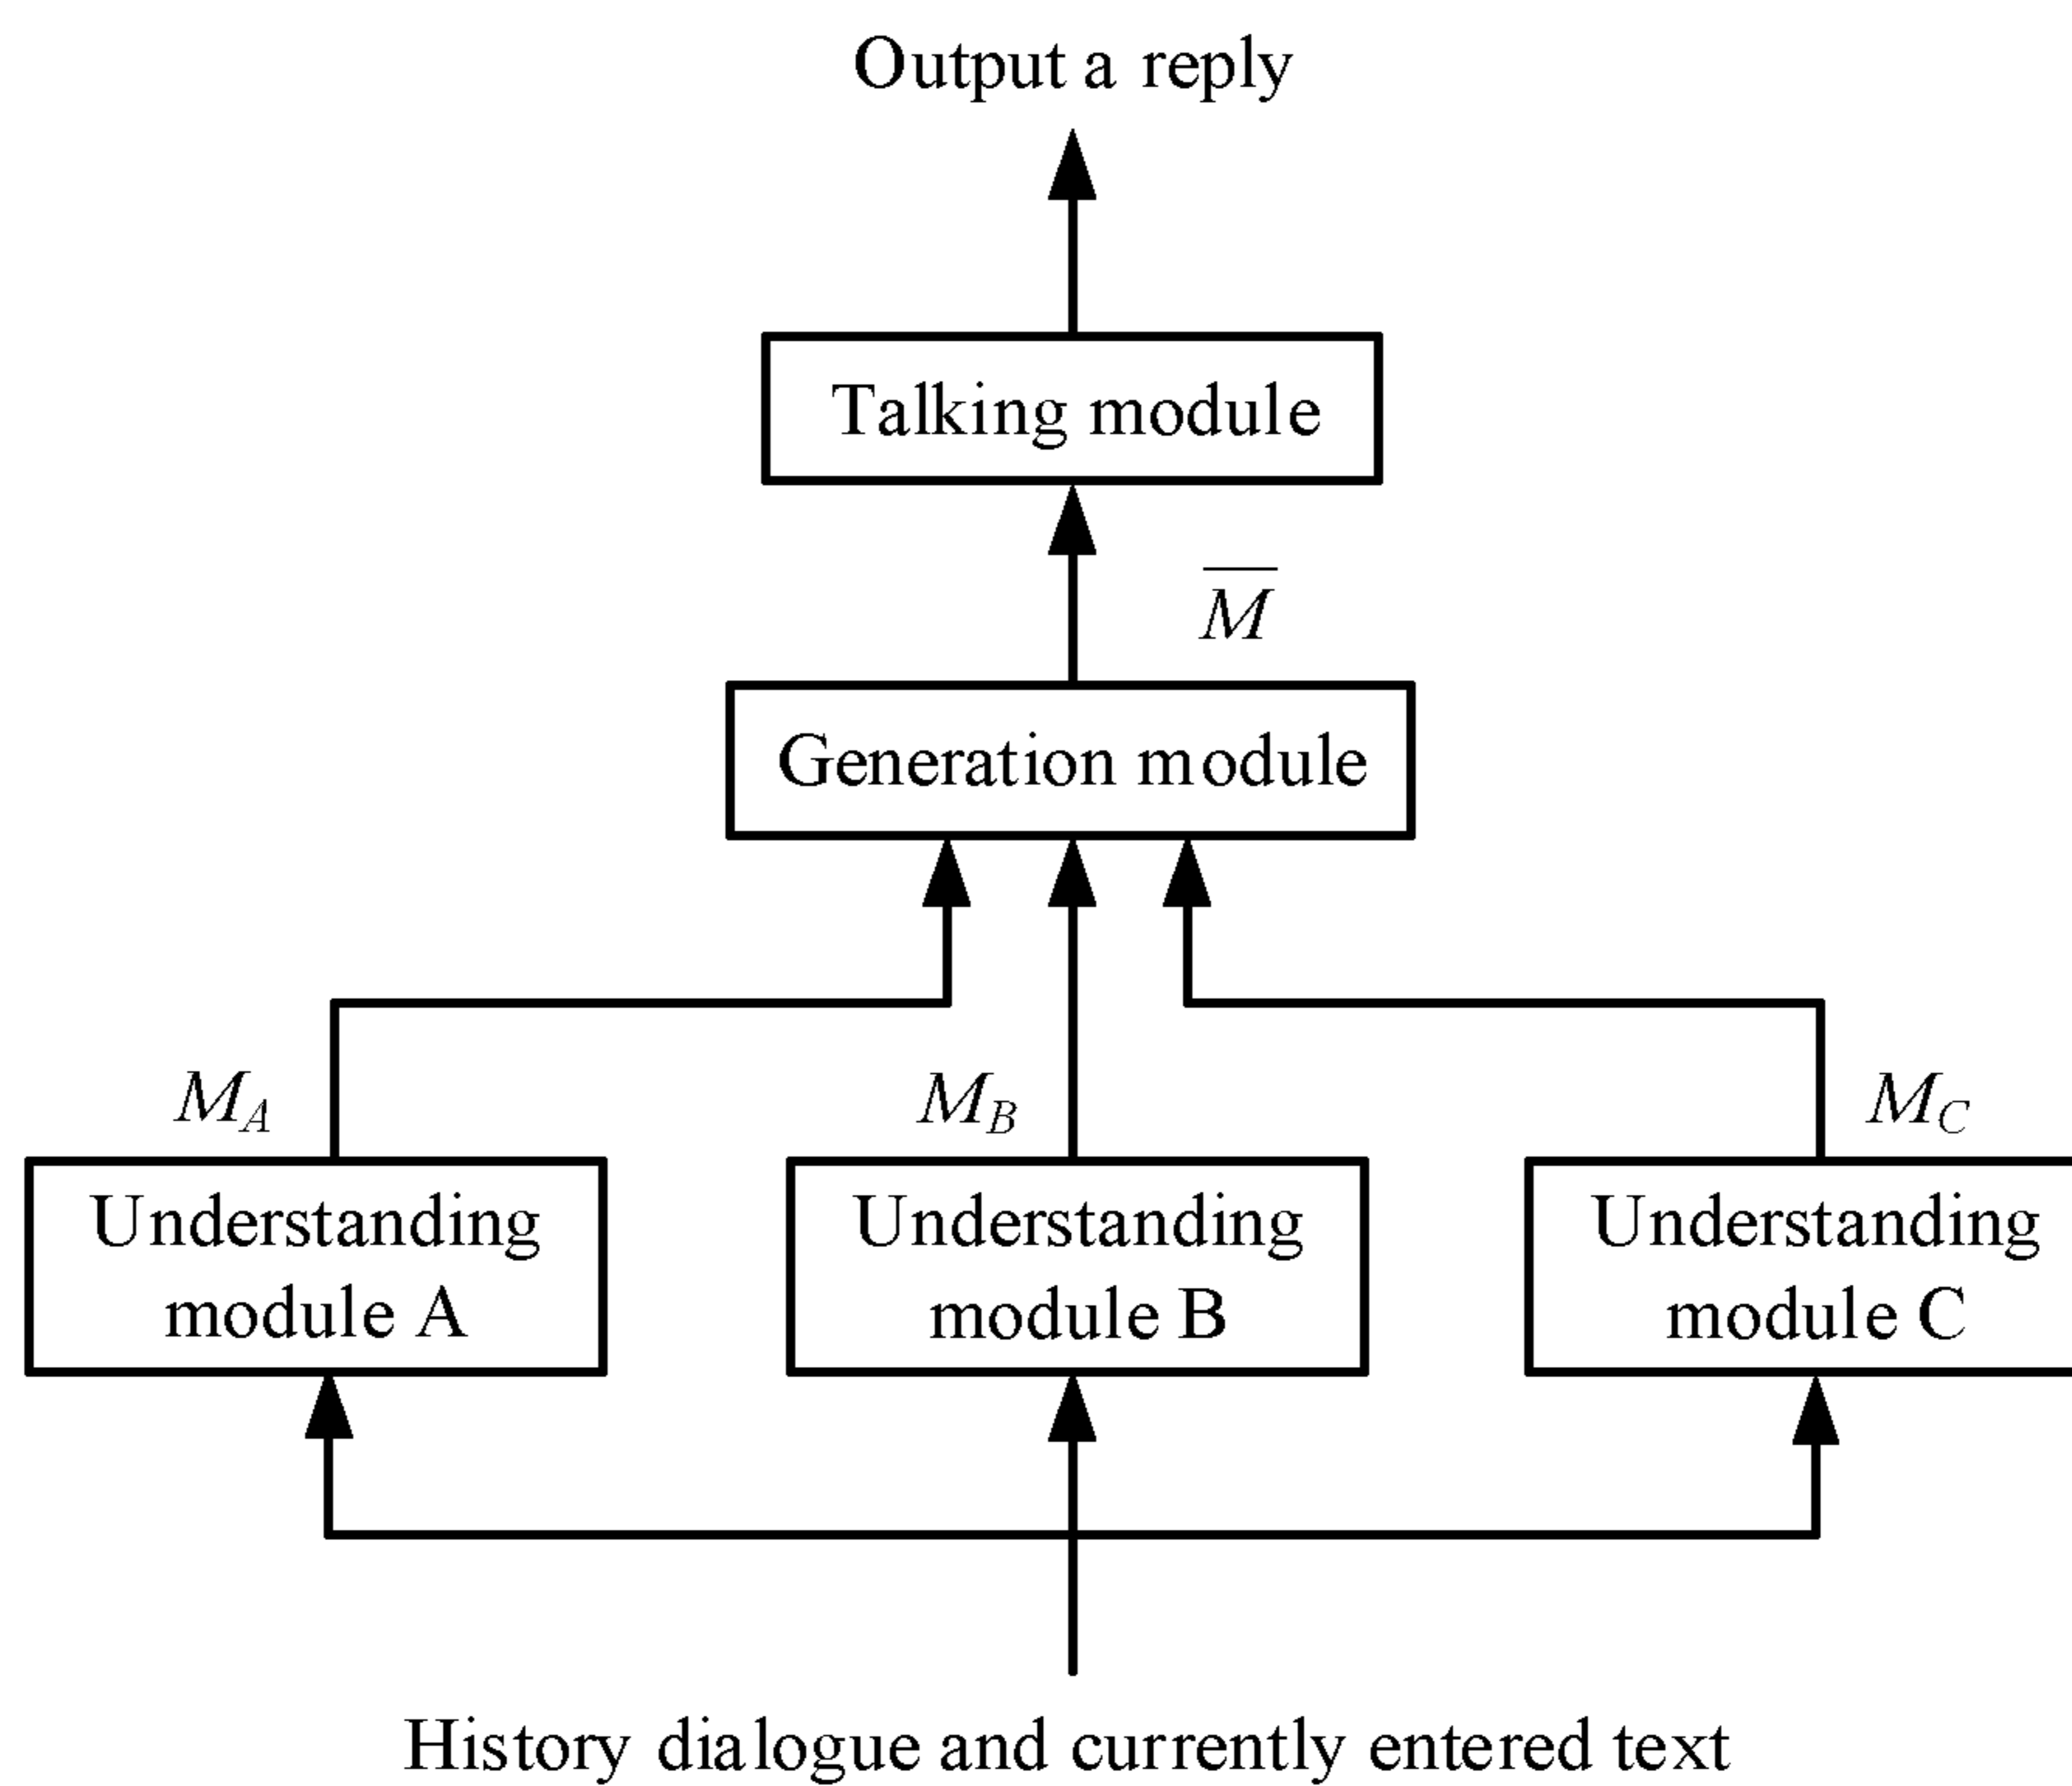 Output a reply
Talking module
M̅
Generation module
M_A
M_B
M_C
Understanding
module A
Understanding
module B
Understanding
module C
History dialogue and currently entered text